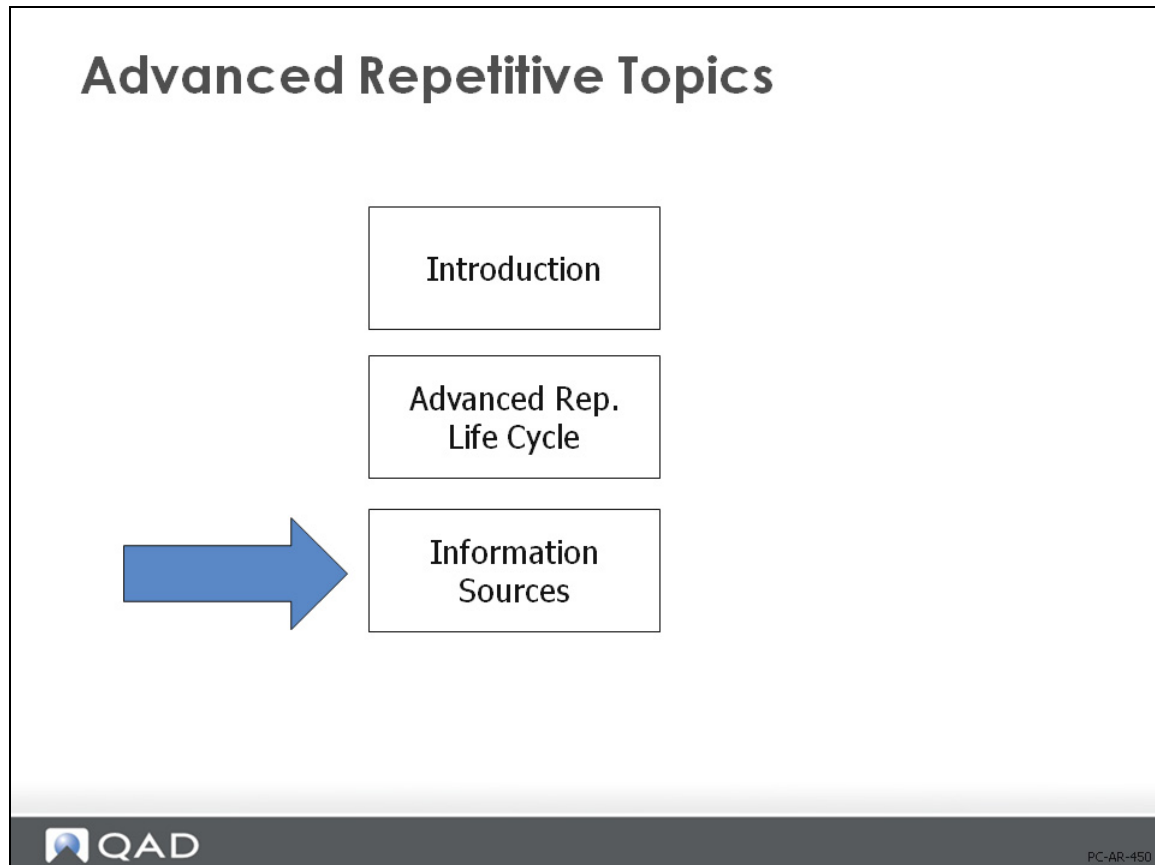 Advanced Repetitive Topics
Introduction
Advanced Rep.
Life Cycle
Information
Sources
QAD
PC-AR-450